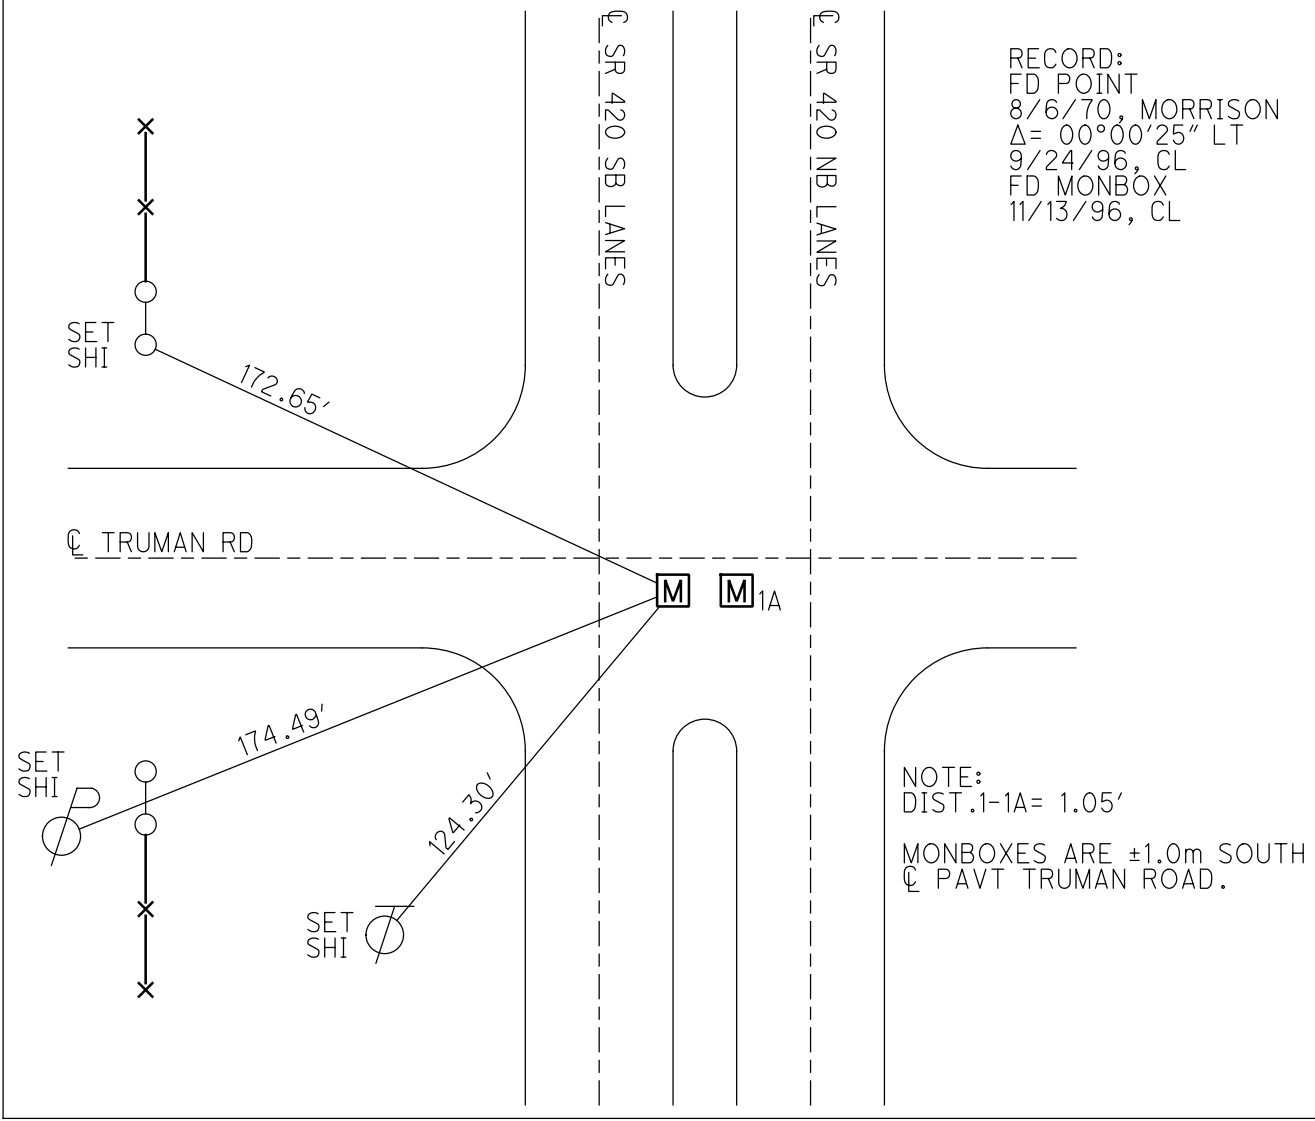 ℄ SR 420 SB LANES
℄ SR 420 NB LANES
RECORD:
FD POINT
8/6/70, MORRISON
Δ= 00°00'25" LT
9/24/96, CL
FD MONBOX
11/13/96, CL
SET
SHI
172.65'
℄ TRUMAN RD
M
M
1A
174.49'
SET
SHI
P
124.30'
SET
SHI
T
NOTE:
DIST.1-1A= 1.05'
MONBOXES ARE ±1.0m SOUTH
℄ PAVT TRUMAN ROAD.